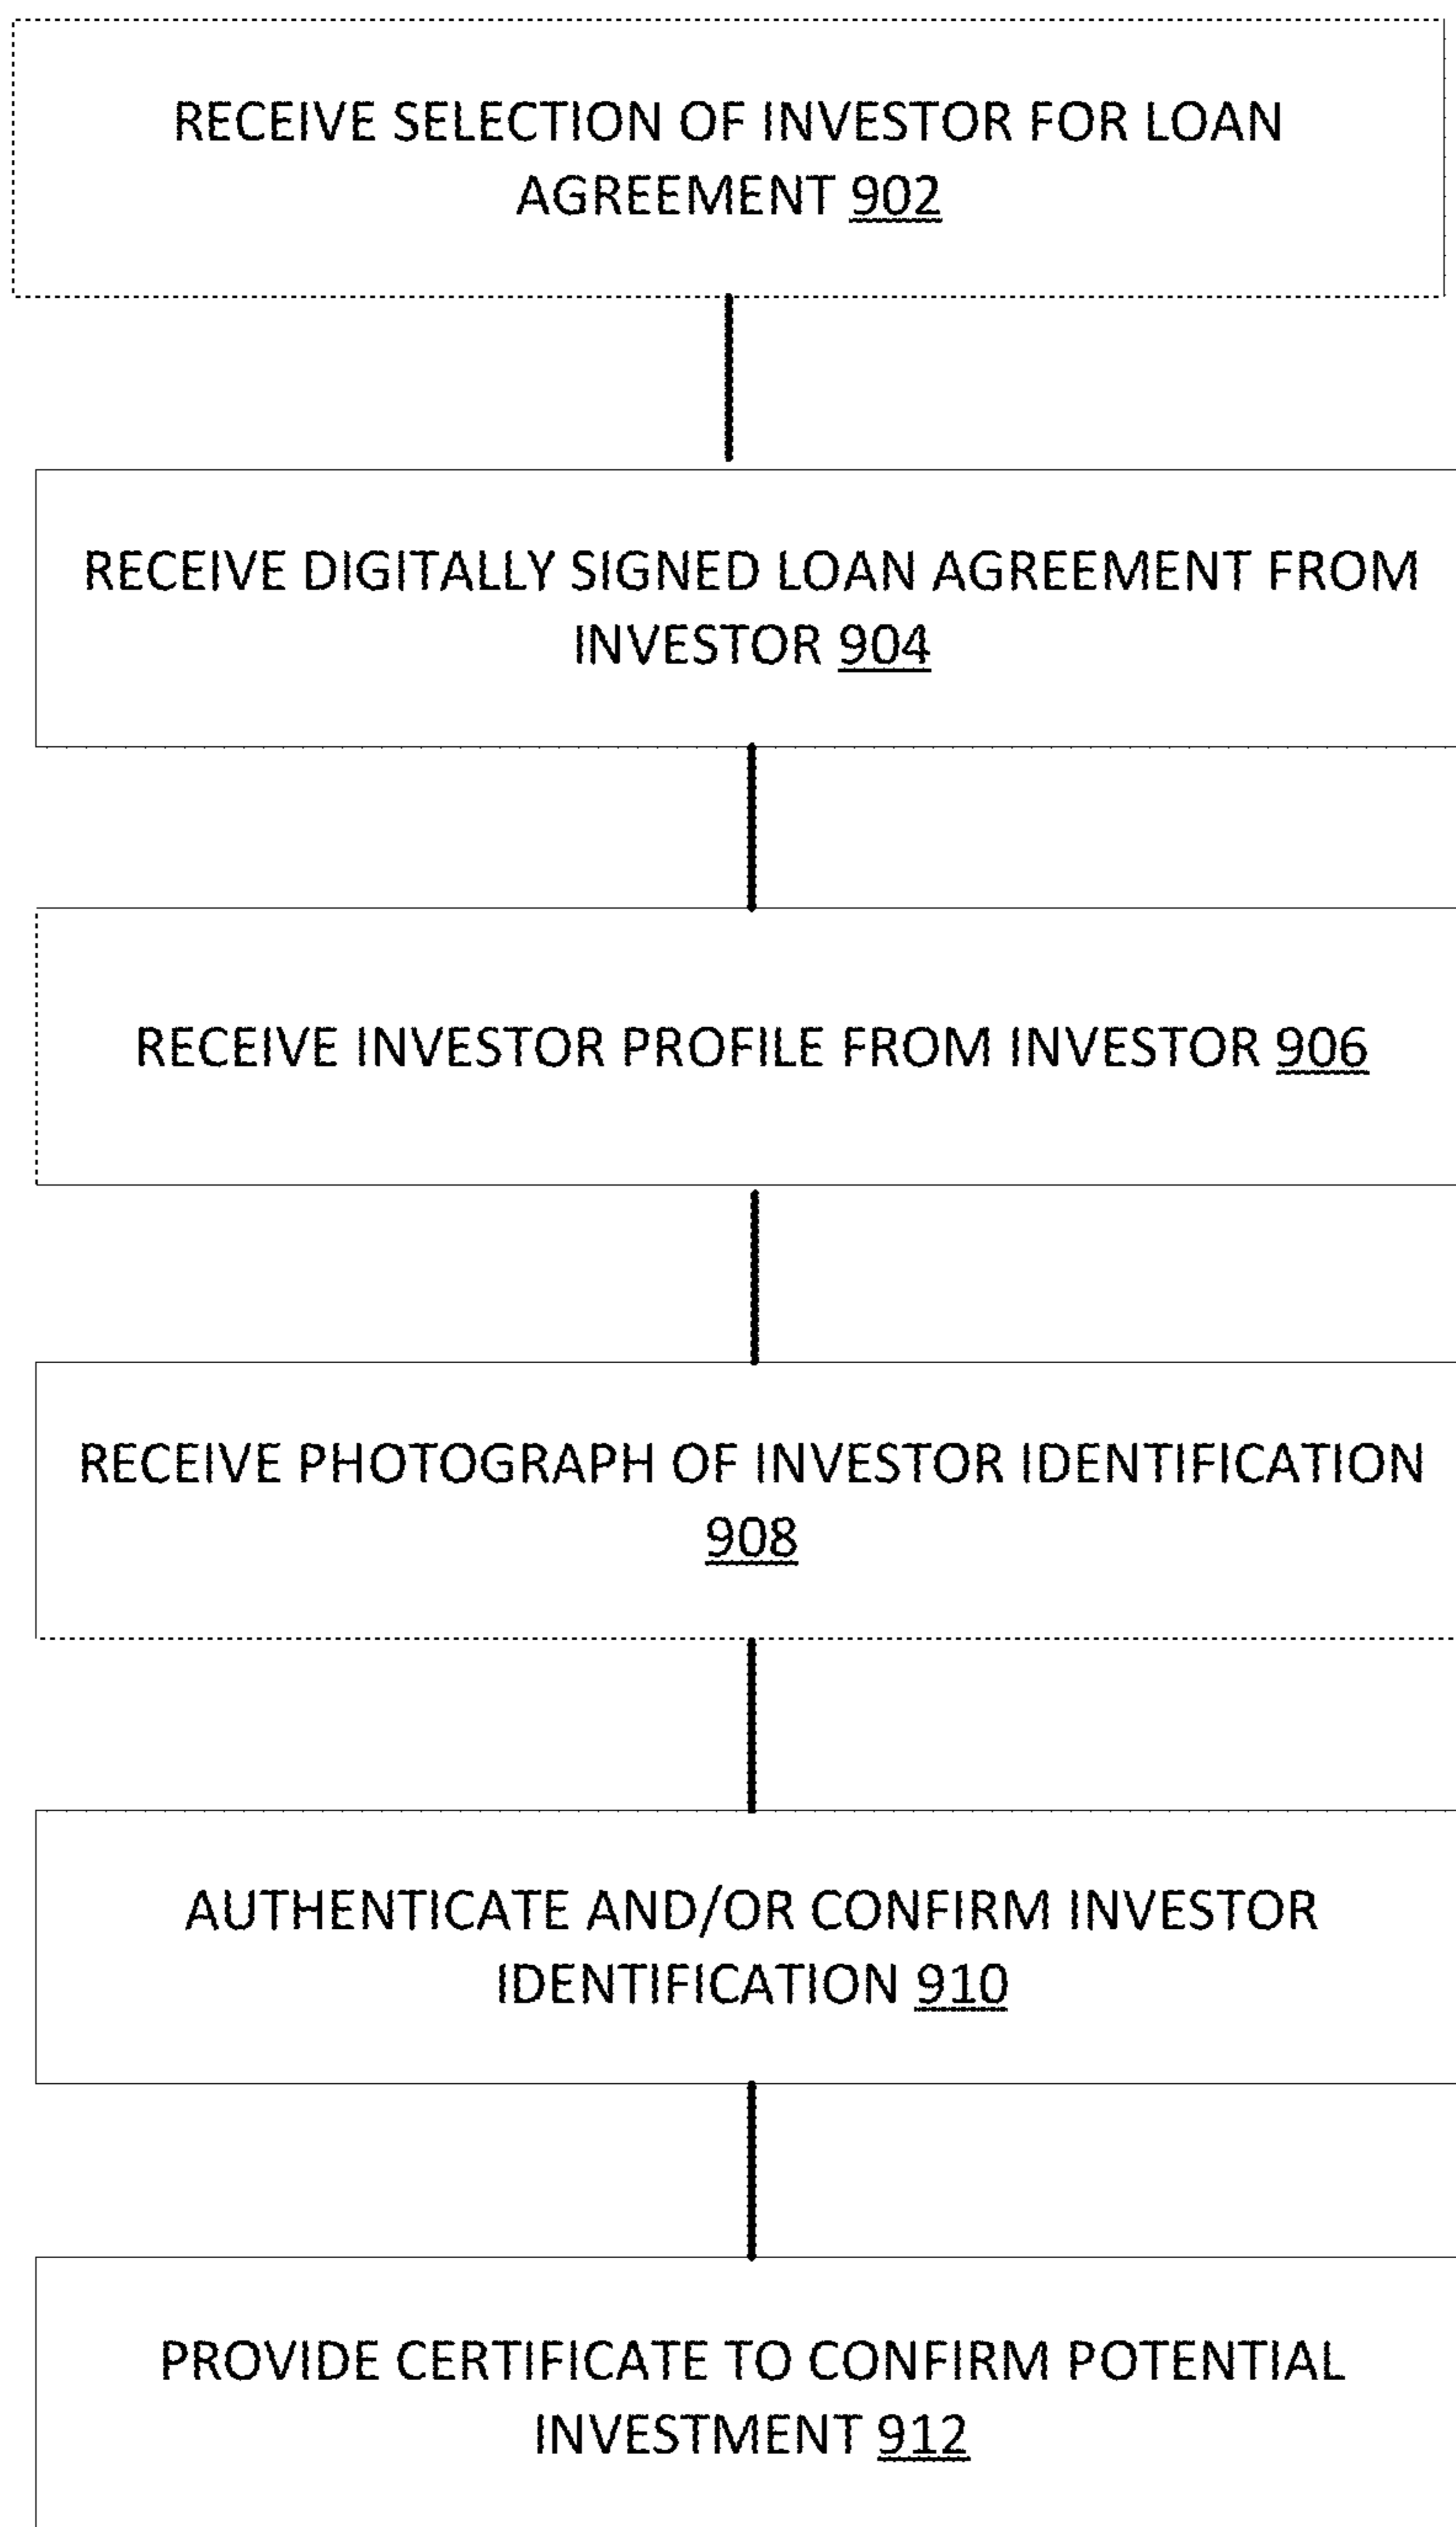 RECEIVE SELECTION OF INVESTOR FOR LOAN
AGREEMENT 902
RECEIVE DIGITALLY SIGNED LOAN AGREEMENT FROM
INVESTOR 904
RECEIVE INVESTOR PROFILE FROM INVESTOR 906
RECEIVE PHOTOGRAPH OF INVESTOR IDENTIFICATION
908
AUTHENTICATE AND/OR CONFIRM INVESTOR
IDENTIFICATION 910
PROVIDE CERTIFICATE TO CONFIRM POTENTIAL
INVESTMENT 912